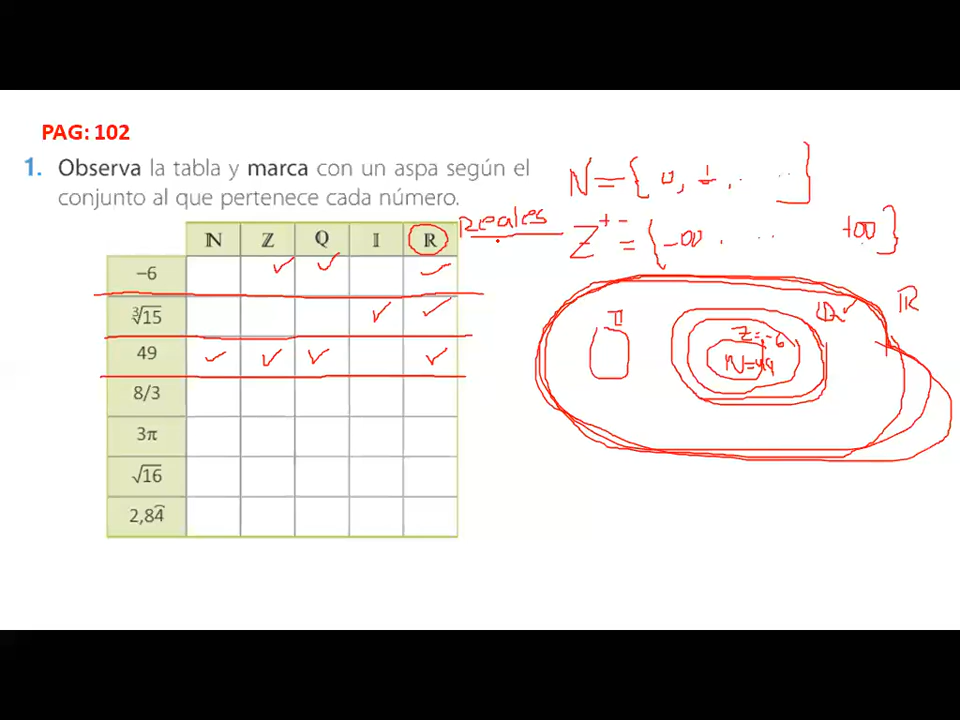 PAG: 102
1. Observa la tabla y marca con un aspa según el
conjunto al que pertenece cada número.
N = { 0, 1, .. .. }
Reales
Z⁺⁻ = { -∞ . .. +∞ }
ℕ ℤ Q 𝕀 ℝ
−6 ✓ ✓ ✓
∛15 ✓ ✓
49 ✓ ✓ ✓ ✓
8/3
3π
√16
2,84̂
ℝ
✓
Z=-6
N=49